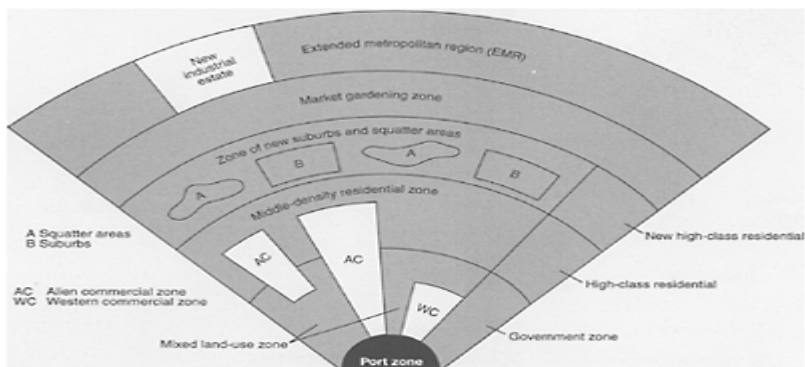 Extended metropolitan region (EMR)
New
industrial
estate
Market gardening zone
Zone of new suburbs and squatter areas
A
B
A
B
Middle-density residential zone
A Squatter areas
B Suburbs
AC
AC
New high-class residential
High-class residential
AC Alien commercial zone
WC Western commercial zone
WC
Government zone
Mixed land-use zone
Port zone